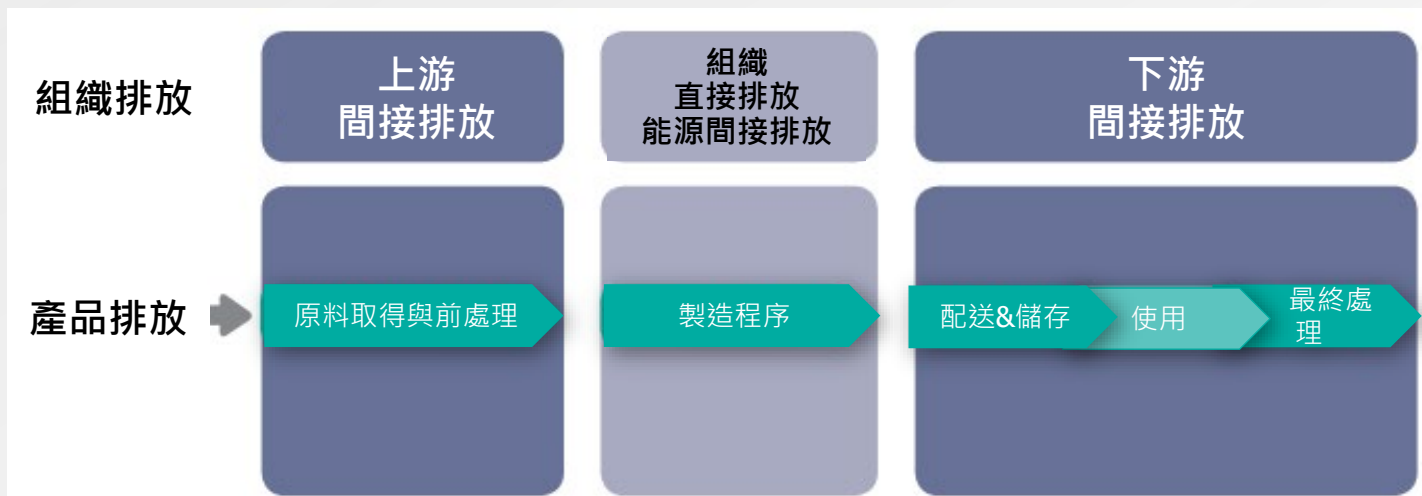 組織排放
上游
間接排放
組織
直接排放
能源間接排放
下游
間接排放
產品排放
原料取得與前處理
製造程序
配送&儲存
使用
最終處
理